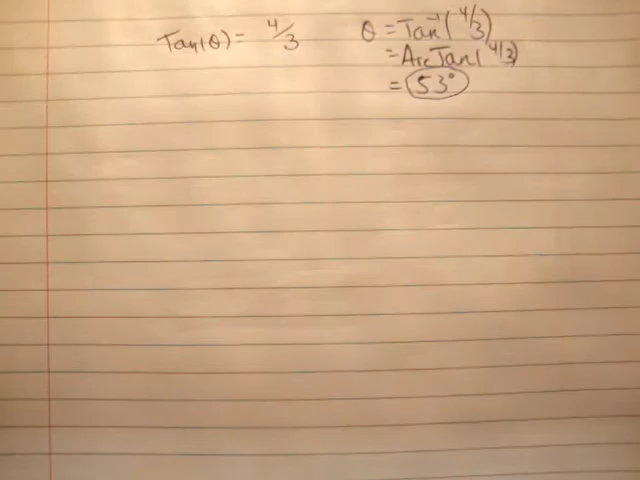 Tan(θ) = 4/3
θ = Tan⁻¹(4/3)
= ArcTan(4/3)
= 53°